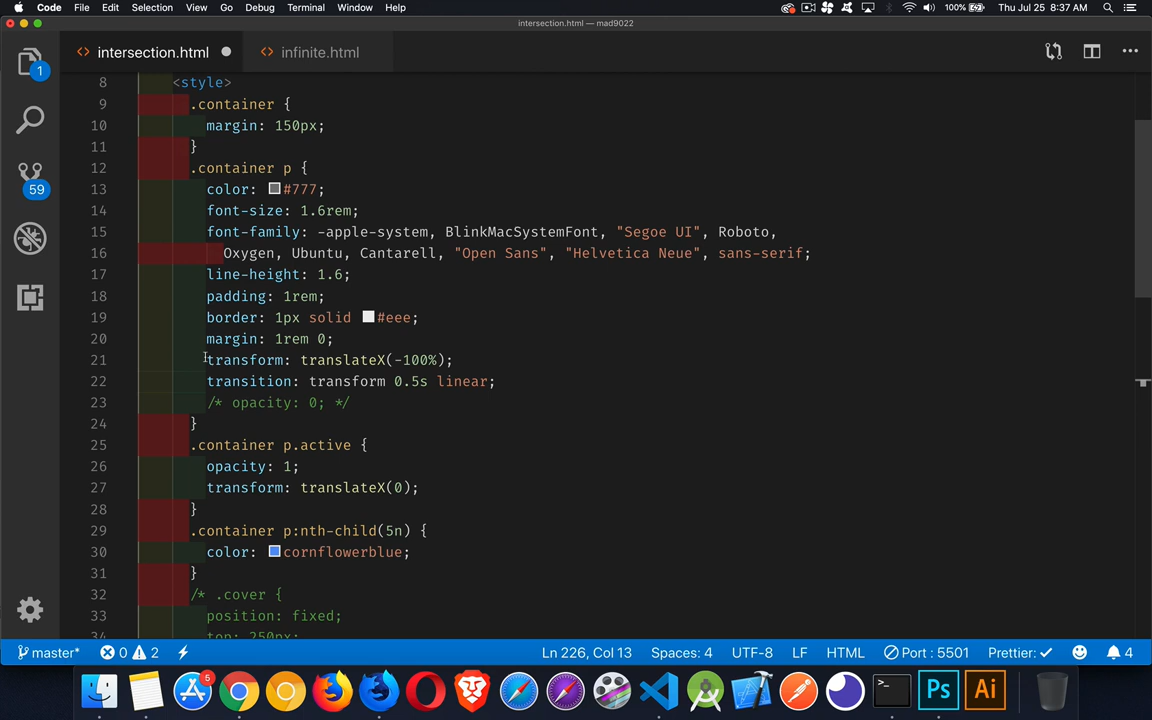 Code File Edit Selection View Go Debug Terminal Window Help 100% Thu Jul 25 8:37 AM
intersection.html — mad9022
intersection.html infinite.html
1
59
8 <style>
9 .container {
10 margin: 150px;
11 }
12 .container p {
13 color: #777;
14 font-size: 1.6rem;
15 font-family: -apple-system, BlinkMacSystemFont, "Segoe UI", Roboto,
16 Oxygen, Ubuntu, Cantarell, "Open Sans", "Helvetica Neue", sans-serif;
17 line-height: 1.6;
18 padding: 1rem;
19 border: 1px solid #eee;
20 margin: 1rem 0;
21 transform: translateX(-100%);
22 transition: transform 0.5s linear;
23 /* opacity: 0; */
24 }
25 .container p.active {
26 opacity: 1;
27 transform: translateX(0);
28 }
29 .container p:nth-child(5n) {
30 color: cornflowerblue;
31 }
32 /* .cover {
33 position: fixed;
34 top: 250px;
master* 0 2 Ln 226, Col 13 Spaces: 4 UTF-8 LF HTML Port : 5501 Prettier: 4
5
>_
Ps
Ai